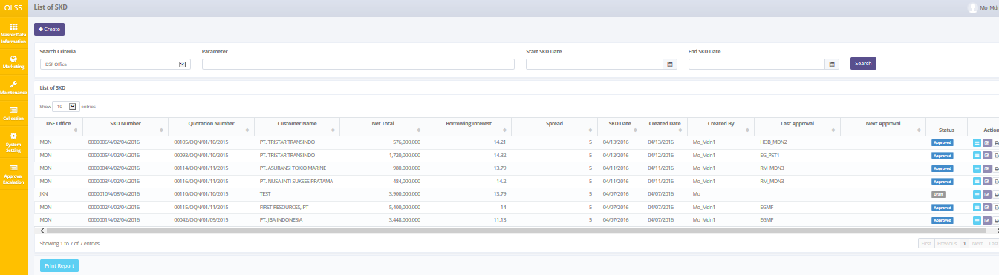 OLSS
List of SKD
Mo_Mdn
Create
Master Data
Information
Marketing
Maintenance
Collection
System
Setting
Approval
Escalation
Search Criteria Parameter Start SKD Date End SKD Date
DSF Office Search
List of SKD
Show 10 entries
DSF Office SKD Number Quotation Number Customer Name Net Total Borrowing Interest Spread SKD Date Created Date Created By Last Approval Next Approval Status Action
MDN 0000006/4/02/04/2016 00105/OQN/01/10/2015 PT. TRISTAR TRANSINDO 576,000,000 14.21 5 04/13/2016 04/13/2016 Mo_Mdn1 HOB_MDN2 Approved
MDN 0000005/4/02/04/2016 00093/OQN/01/10/2015 PT. TRISTAR TRANSINDO 1,720,000,000 14.32 5 04/12/2016 04/12/2016 Mo_Mdn1 EG_PST1 Approved
MDN 0000004/4/02/04/2016 00114/OQN/01/11/2015 PT. ASURANSI TOKIO MARINE 980,000,000 13.79 5 04/11/2016 04/11/2016 Mo_Mdn1 RM_MDN3 Approved
MDN 0000003/4/02/04/2016 00116/OQN/01/11/2015 PT. NUSA INTI SUKSES PRATAMA 484,000,000 14.2 5 04/11/2016 04/11/2016 Mo_Mdn1 RM_MDN3 Approved
JKN 0000010/4/08/04/2016 00110/OQN/01/10/2015 TEST 3,900,000,000 13.79 5 04/07/2016 04/07/2016 Mo Draft
MDN 0000002/4/02/04/2016 00115/OQN/01/11/2015 FIRST RESOURCES, PT 5,400,000,000 14 5 04/07/2016 04/07/2016 Mo_Mdn1 EGMF Approved
MDN 0000001/4/02/04/2016 00042/OQN/01/09/2015 PT. JBA INDONESIA 3,448,000,000 11.13 5 04/07/2016 04/07/2016 Mo_Mdn1 EGMF Approved
Showing 1 to 7 of 7 entries
First Previous 1 Next Last
Print Report